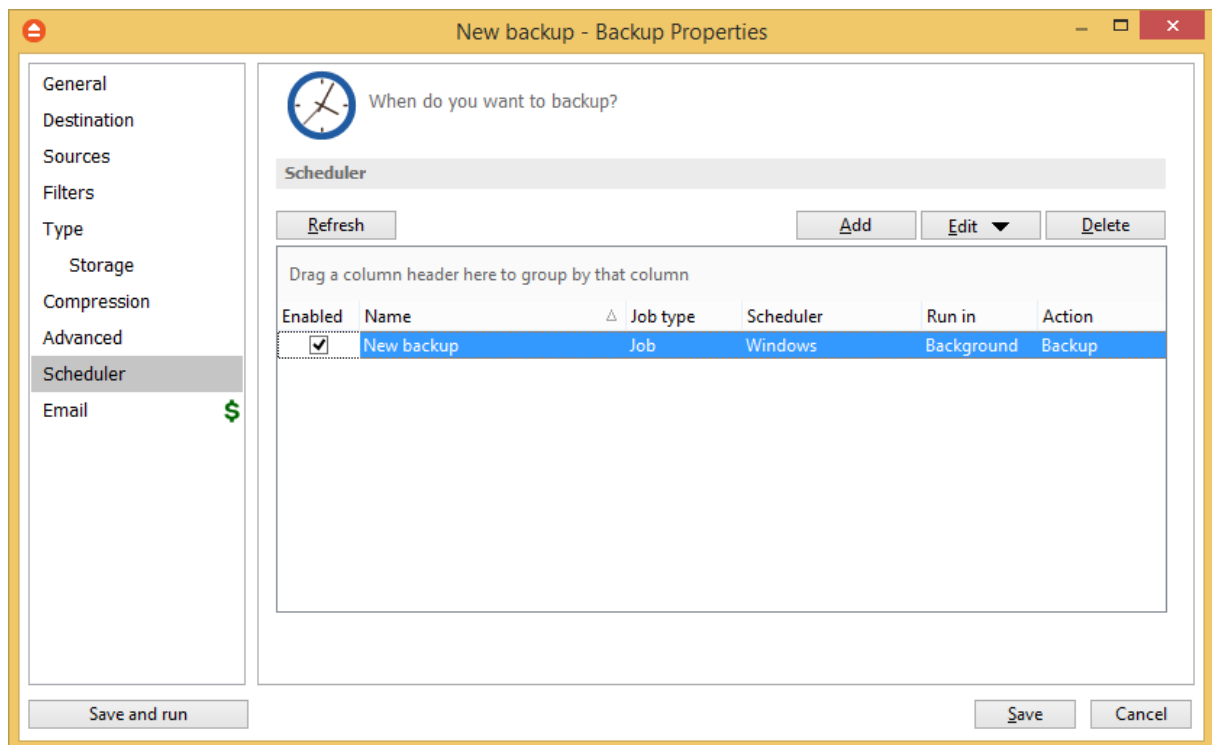 New backup - Backup Properties
General
Destination
Sources
Filters
Type
Storage
Compression
Advanced
Scheduler
Email $
When do you want to backup?
Scheduler
Refresh Add Edit Delete
Drag a column header here to group by that column
Enabled Name Job type Scheduler Run in Action
New backup Job Windows Background Backup
Save and run Save Cancel